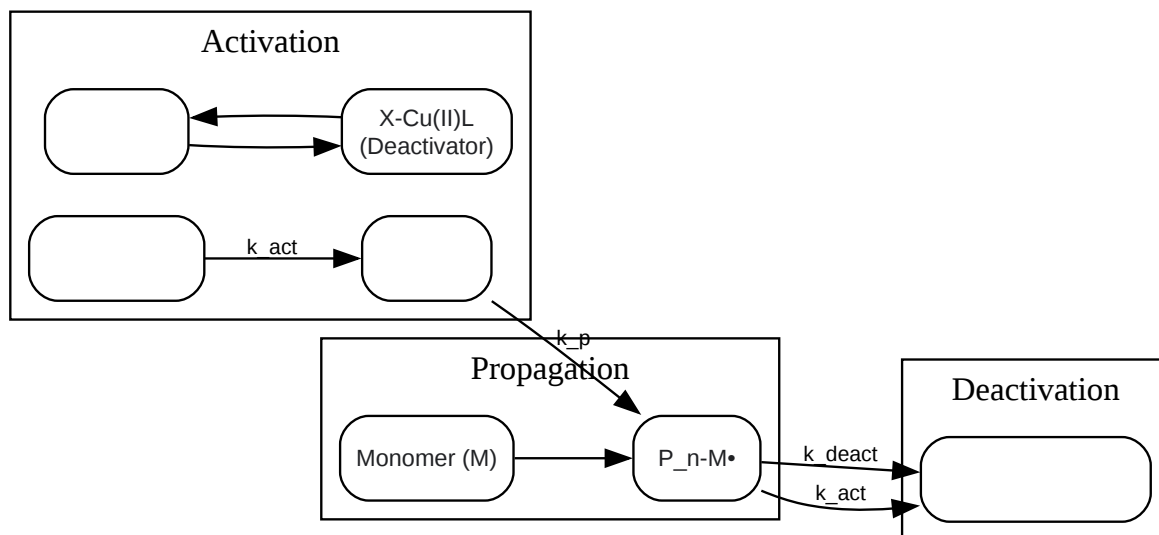 Activation
X-Cu(II)L
(Deactivator)
k_act
k_p
Propagation
Monomer (M)
P_n-M•
k_deact
k_act
Deactivation